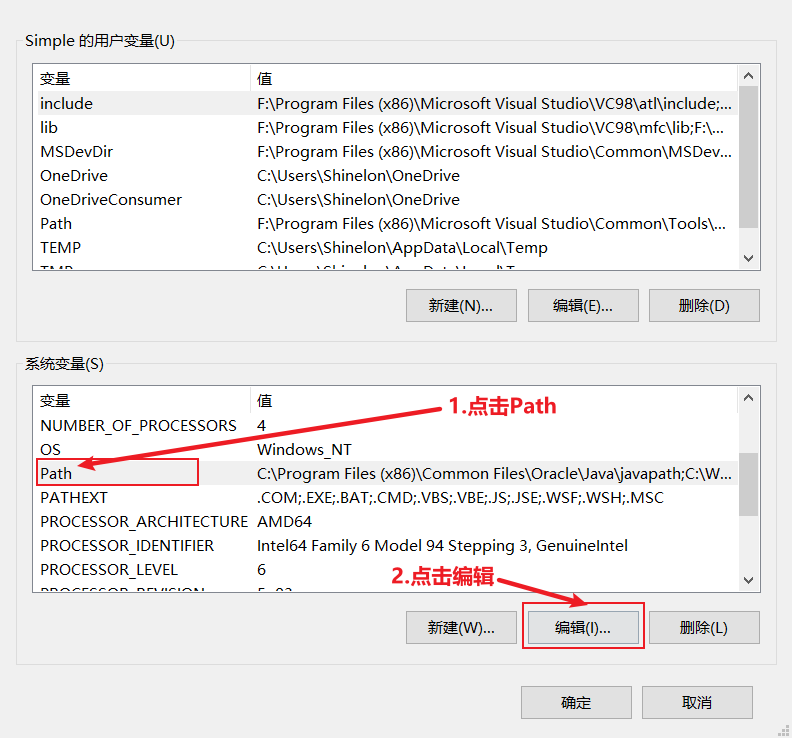 Simple 的用户变量(U)
变量 值
include F:\Program Files (x86)\Microsoft Visual Studio\VC98\atl\include;...
lib F:\Program Files (x86)\Microsoft Visual Studio\VC98\mfc\lib;F:\...
MSDevDir F:\Program Files (x86)\Microsoft Visual Studio\Common\MSDev...
OneDrive C:\Users\Shinelon\OneDrive
OneDriveConsumer C:\Users\Shinelon\OneDrive
Path F:\Program Files (x86)\Microsoft Visual Studio\Common\Tools\...
TEMP C:\Users\Shinelon\AppData\Local\Temp
新建(N)... 编辑(E)... 删除(D)
系统变量(S)
变量 值
1.点击Path
NUMBER_OF_PROCESSORS 4
OS Windows_NT
Path C:\Program Files (x86)\Common Files\Oracle\Java\javapath;C:\W...
PATHEXT .COM;.EXE;.BAT;.CMD;.VBS;.VBE;.JS;.JSE;.WSF;.WSH;.MSC
PROCESSOR_ARCHITECTURE AMD64
PROCESSOR_IDENTIFIER Intel64 Family 6 Model 94 Stepping 3, GenuineIntel
PROCESSOR_LEVEL 6
2.点击编辑
新建(W)... 编辑(I)... 删除(L)
确定 取消